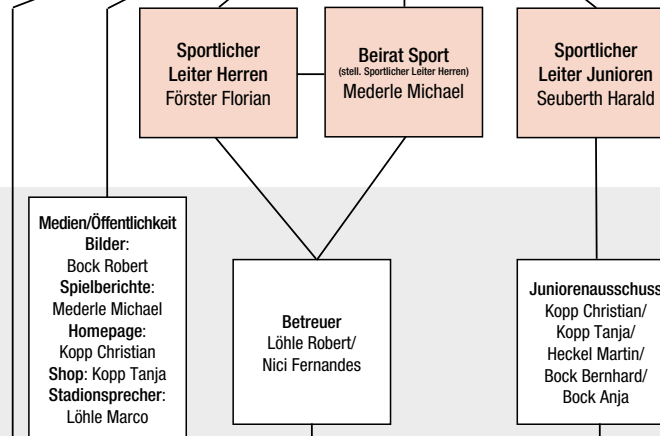 Sportlicher
Leiter Herren
Förster Florian
Beirat Sport
(stell. Sportlicher Leiter Herren)
Mederle Michael
Sportlicher
Leiter Junioren
Seuberth Harald
Medien/Öffentlichkeit
Bilder:
Bock Robert
Spielberichte:
Mederle Michael
Homepage:
Kopp Christian
Shop: Kopp Tanja
Stadionsprecher:
Löhle Marco
Betreuer
Löhle Robert/
Nici Fernandes
Juniorenausschuss
Kopp Christian/
Kopp Tanja/
Heckel Martin/
Bock Bernhard/
Bock Anja